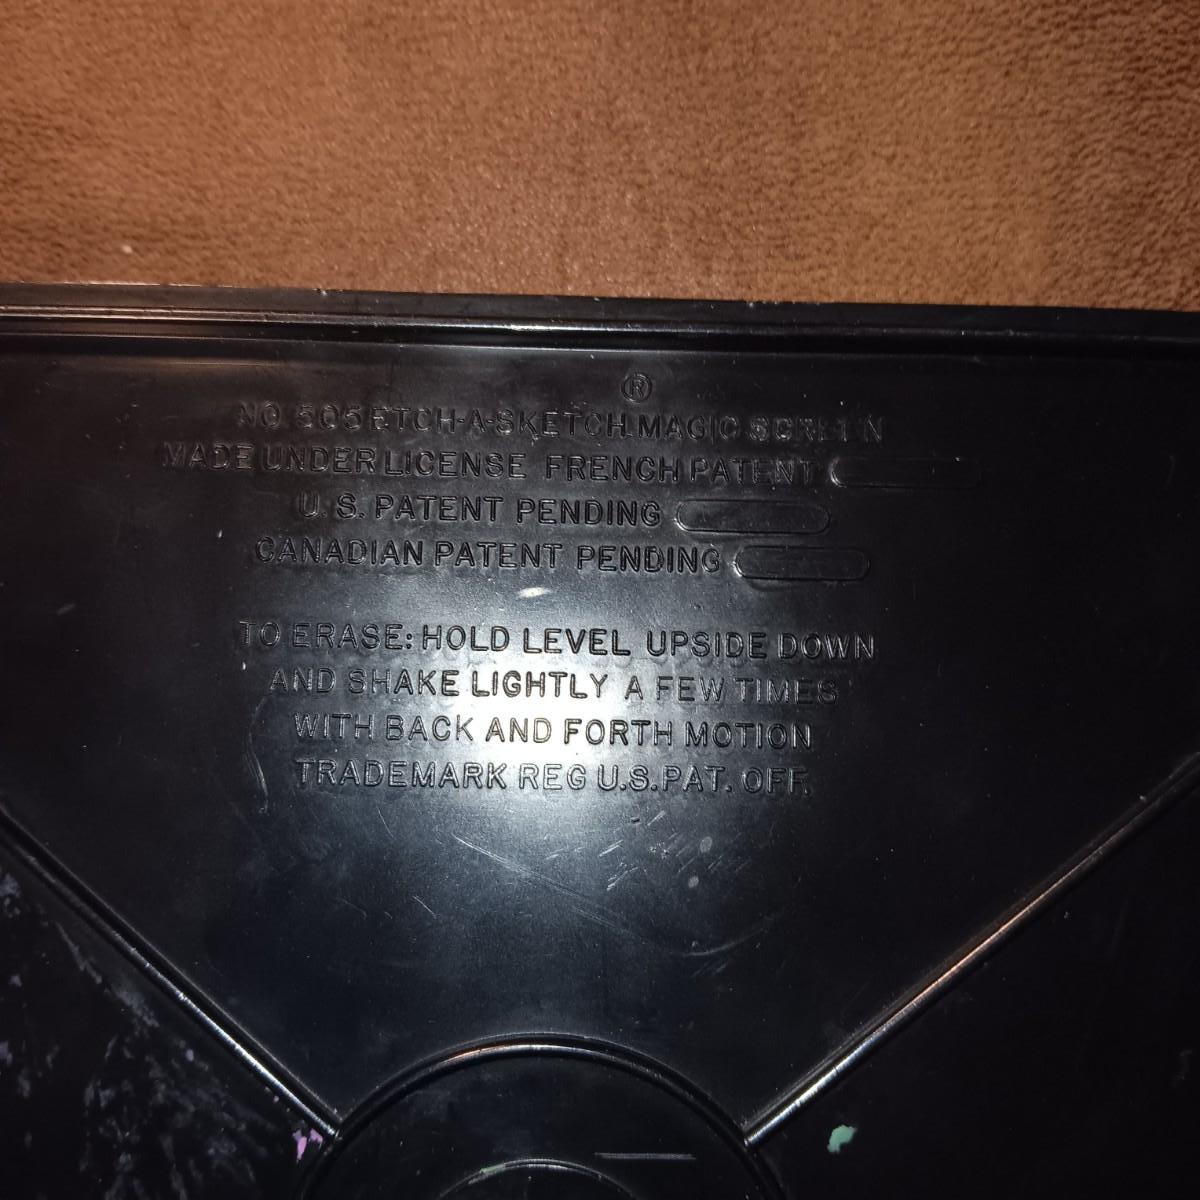 ®
NO 505 ETCH-A-SKETCH MAGIC SCREEN
MADE UNDER LICENSE FRENCH PATENT
U.S. PATENT PENDING
CANADIAN PATENT PENDING
TO ERASE: HOLD LEVEL UPSIDE DOWN
AND SHAKE LIGHTLY A FEW TIMES
WITH BACK AND FORTH MOTION
TRADEMARK REG U.S. PAT. OFF.